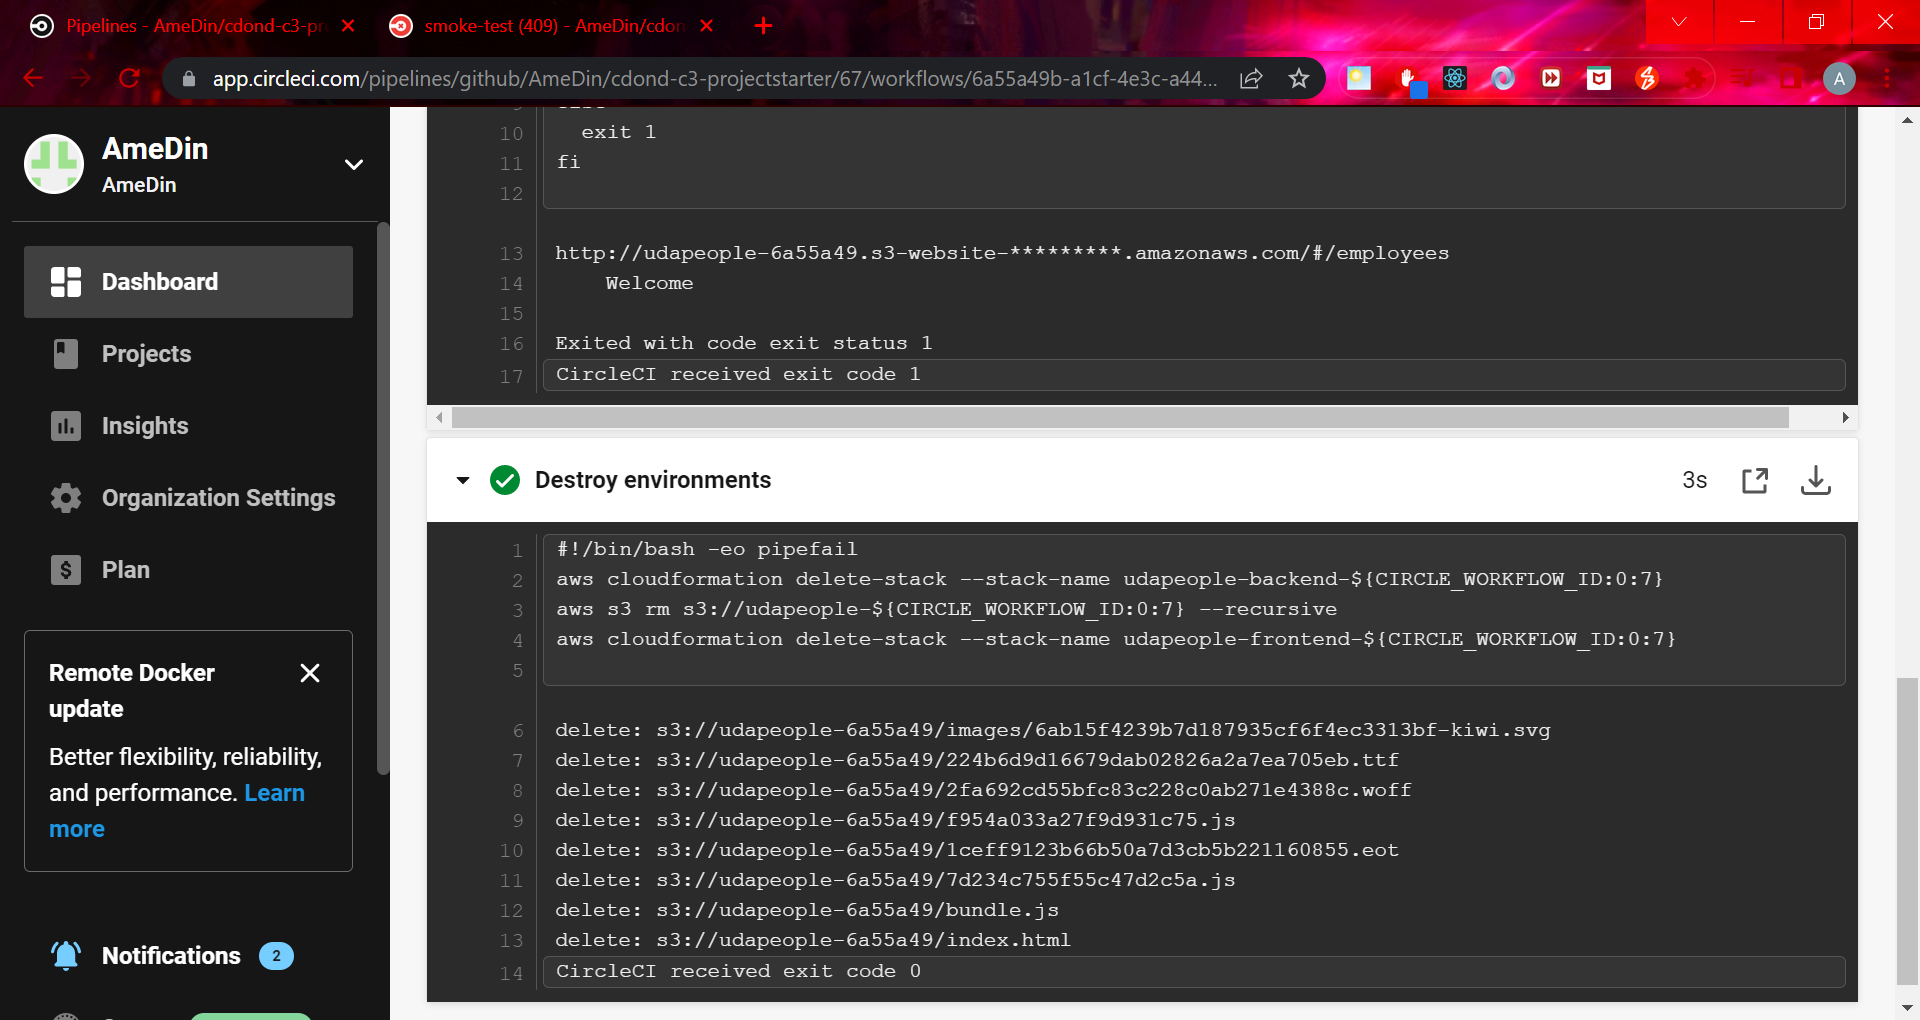 Pipelines - AmeDin/cdond-c3-pr
smoke-test (409) - AmeDin/cdon
app.circleci.com/pipelines/github/AmeDin/cdond-c3-projectstarter/67/workflows/6a55a49b-a1cf-4e3c-a44...
A
AmeDin
AmeDin
Dashboard
Projects
Insights
Organization Settings
Plan
Remote Docker
update
Better flexibility, reliability,
and performance. Learn
more
Notifications 2
10 exit 1
11 fi
12
13 http://udapeople-6a55a49.s3-website-*********.amazonaws.com/#/employees
14 Welcome
15
16 Exited with code exit status 1
17 CircleCI received exit code 1
Destroy environments 3s
1 #!/bin/bash -eo pipefail
2 aws cloudformation delete-stack --stack-name udapeople-backend-${CIRCLE_WORKFLOW_ID:0:7}
3 aws s3 rm s3://udapeople-${CIRCLE_WORKFLOW_ID:0:7} --recursive
4 aws cloudformation delete-stack --stack-name udapeople-frontend-${CIRCLE_WORKFLOW_ID:0:7}
5
6 delete: s3://udapeople-6a55a49/images/6ab15f4239b7d187935cf6f4ec3313bf-kiwi.svg
7 delete: s3://udapeople-6a55a49/224b6d9d16679dab02826a2a7ea705eb.ttf
8 delete: s3://udapeople-6a55a49/2fa692cd55bfc83c228c0ab271e4388c.woff
9 delete: s3://udapeople-6a55a49/f954a033a27f9d931c75.js
10 delete: s3://udapeople-6a55a49/1ceff9123b66b50a7d3cb5b221160855.eot
11 delete: s3://udapeople-6a55a49/7d234c755f55c47d2c5a.js
12 delete: s3://udapeople-6a55a49/bundle.js
13 delete: s3://udapeople-6a55a49/index.html
14 CircleCI received exit code 0